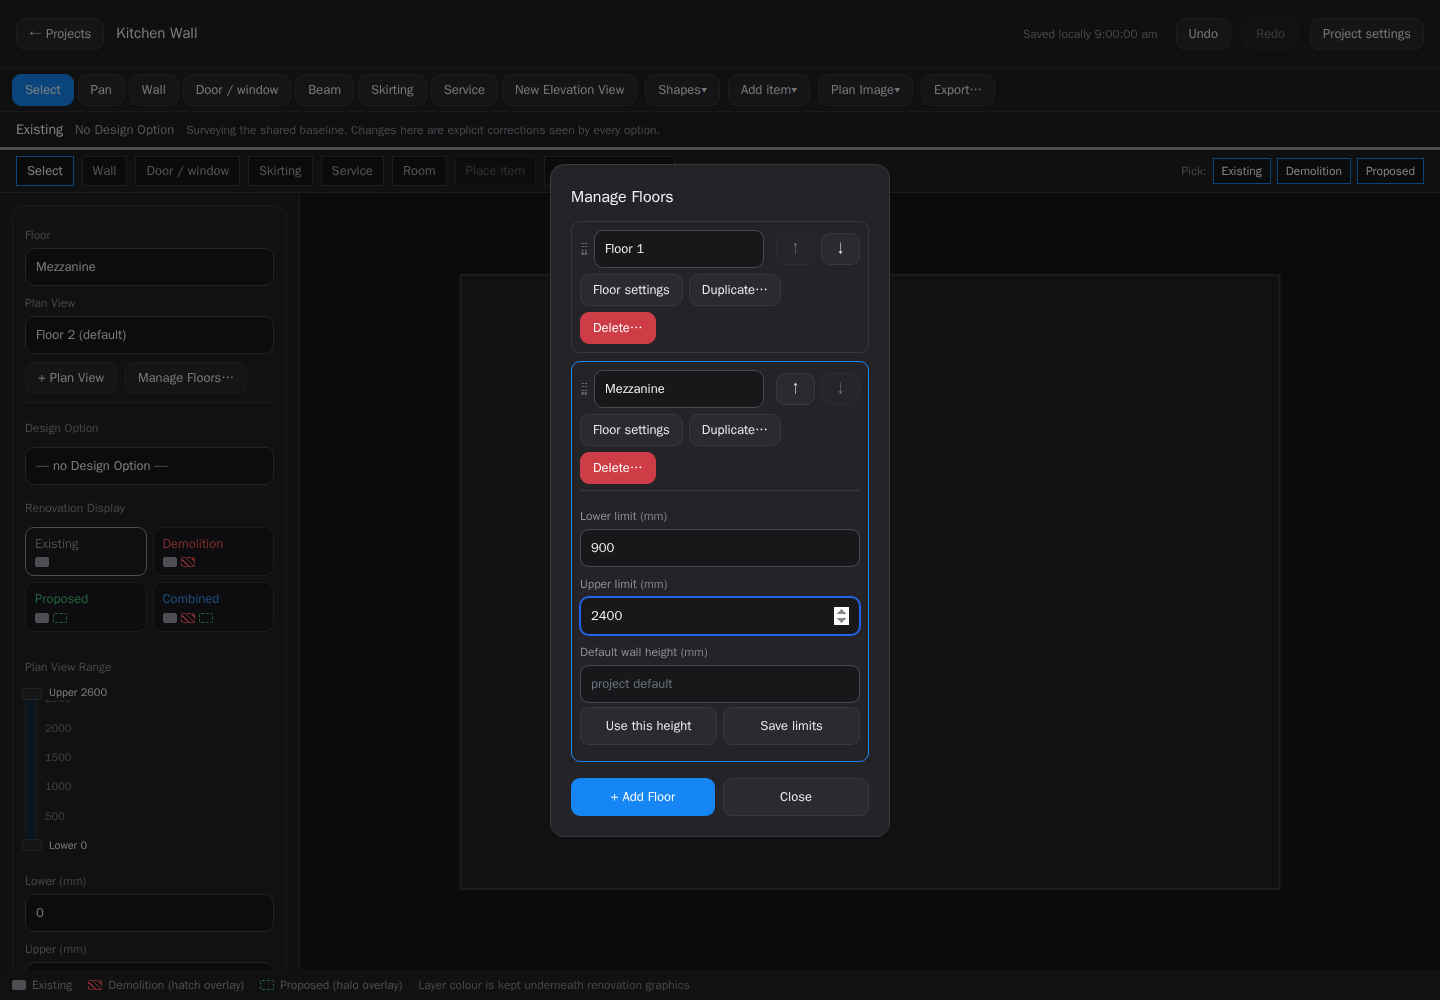 ← Projects
Kitchen Wall
Saved locally 9:00:00 am
Undo
Redo
Project settings
Select
Pan
Wall
Door / window
Beam
Skirting
Service
New Elevation View
Shapes▾
Add item▾
Plan Image▾
Export⋯
Existing
No Design Option
Surveying the shared baseline. Changes here are explicit corrections seen by every option.
Select
Wall
Door / window
Skirting
Service
Room
Place item
Pick:
Existing
Demolition
Proposed
Floor
Mezzanine
Plan View
Floor 2 (default)
+ Plan View
Manage Floors⋯
Design Option
— no Design Option —
Renovation Display
Existing
Demolition
Proposed
Combined
Plan View Range
Upper 2600
2000
1500
1000
500
Lower 0
Lower (mm)
0
Upper (mm)
Manage Floors
Floor 1
↑
↓
Floor settings
Duplicate⋯
Delete⋯
Mezzanine
↑
↓
Floor settings
Duplicate⋯
Delete⋯
Lower limit (mm)
900
Upper limit (mm)
2400
Default wall height (mm)
project default
Use this height
Save limits
+ Add Floor
Close
Existing
Demolition (hatch overlay)
Proposed (halo overlay)
Layer colour is kept underneath renovation graphics